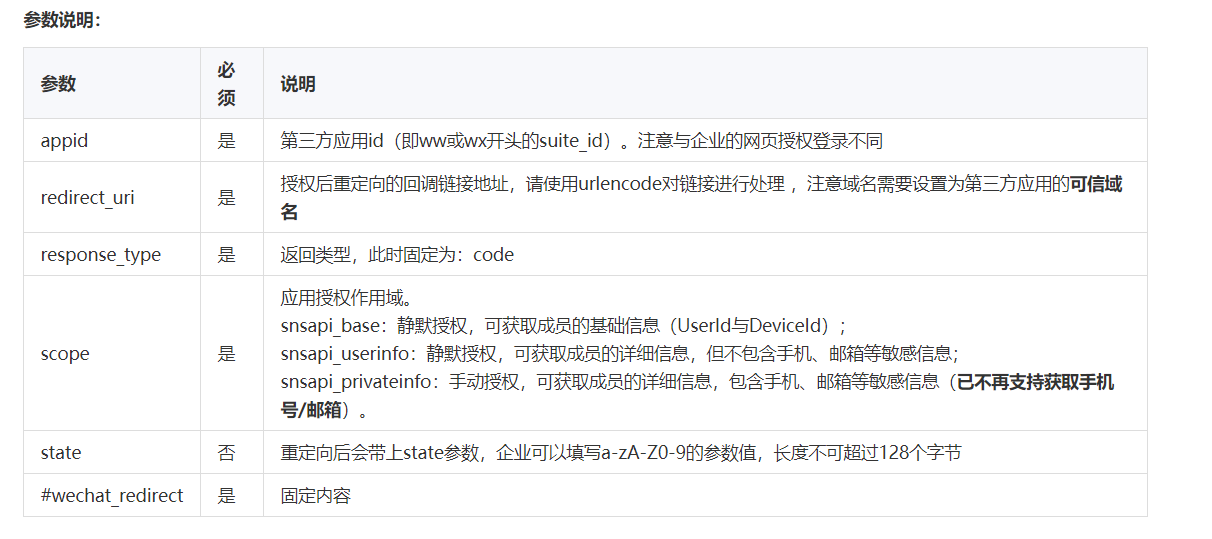 参数说明：
参数
必
须
说明
appid
是
第三方应用id（即ww或wx开头的suite_id）。注意与企业的网页授权登录不同
redirect_uri
是
授权后重定向的回调链接地址，请使用urlencode对链接进行处理 ，注意域名需要设置为第三方应用的可信域
名
response_type
是
返回类型，此时固定为：code
scope
是
应用授权作用域。
snsapi_base：静默授权，可获取成员的基础信息（UserId与DeviceId）；
snsapi_userinfo：静默授权，可获取成员的详细信息，但不包含手机、邮箱等敏感信息；
snsapi_privateinfo：手动授权，可获取成员的详细信息，包含手机、邮箱等敏感信息（已不再支持获取手机
号/邮箱）。
state
否
重定向后会带上state参数，企业可以填写a-zA-Z0-9的参数值，长度不可超过128个字节
#wechat_redirect
是
固定内容